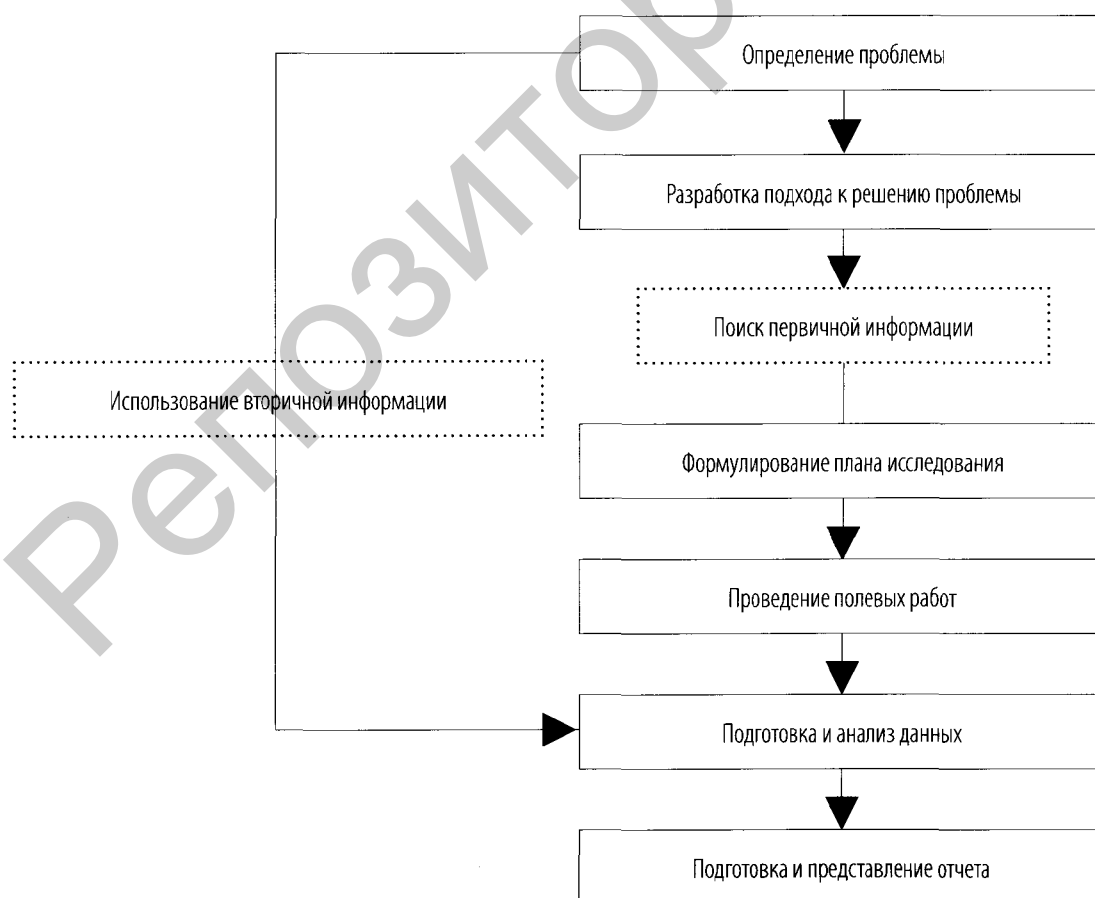 Определение проблемы
Разработка подхода к решению проблемы
Поиск первичной информации
Использование вторичной информации
Формулирование плана исследования
Проведение полевых работ
Подготовка и анализ данных
Подготовка и представление отчета
Репозитор